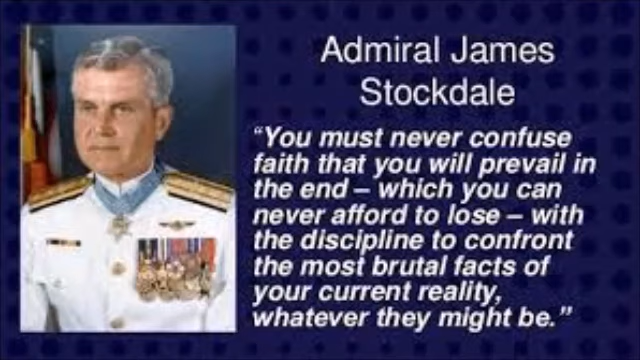 Admiral James
Stockdale
“You must never confuse
faith that you will prevail in
the end – which you can
never afford to lose – with
the discipline to confront
the most brutal facts of
your current reality,
whatever they might be.”